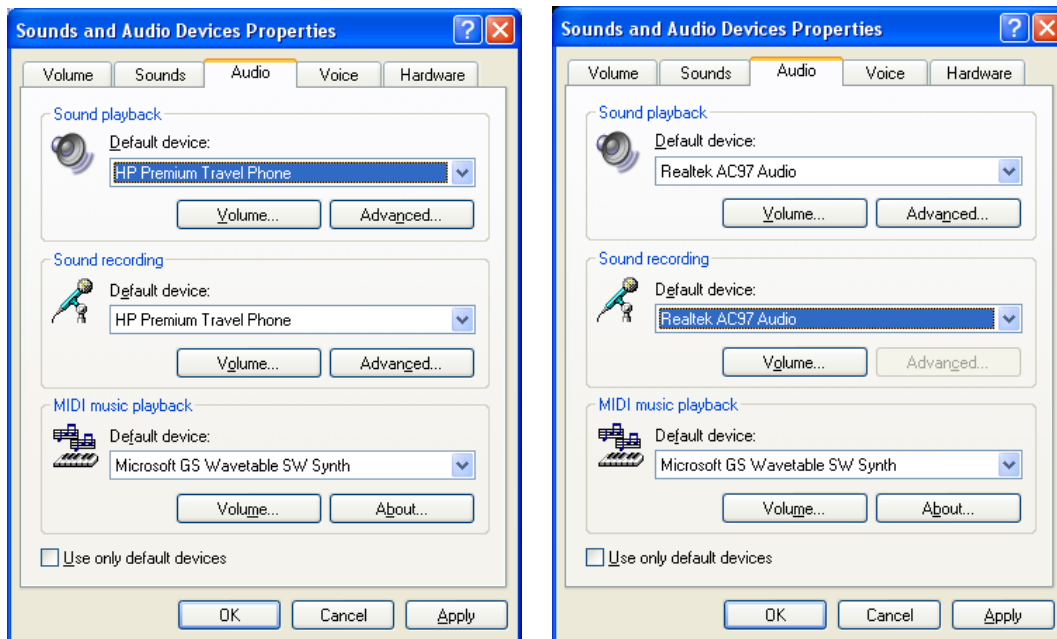 Sounds and Audio Devices Properties
Volume Sounds Audio Voice Hardware
Sound playback
Default device:
HP Premium Travel Phone
Volume... Advanced...
Sound recording
Default device:
HP Premium Travel Phone
Volume... Advanced...
MIDI music playback
Default device:
Microsoft GS Wavetable SW Synth
Volume... About...
Use only default devices
OK Cancel Apply
Sounds and Audio Devices Properties
Volume Sounds Audio Voice Hardware
Sound playback
Default device:
Realtek AC97 Audio
Volume... Advanced...
Sound recording
Default device:
Realtek AC97 Audio
Volume... Advanced...
MIDI music playback
Default device:
Microsoft GS Wavetable SW Synth
Volume... About...
Use only default devices
OK Cancel Apply